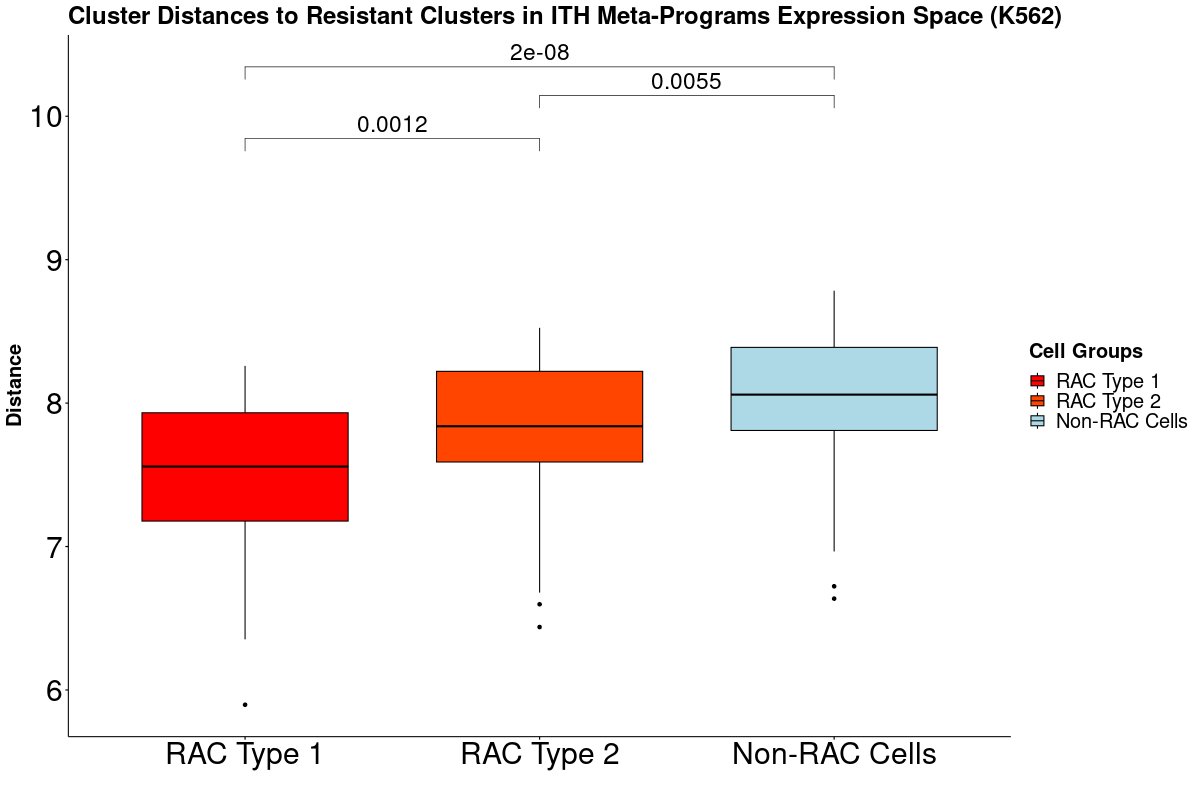 Cluster Distances to Resistant Clusters in ITH Meta-Programs Expression Space (K562)
2e-08
0.0055
0.0012
10
9
8
7
6
Distance
RAC Type 1
RAC Type 2
Non-RAC Cells
Cell Groups
RAC Type 1
RAC Type 2
Non-RAC Cells